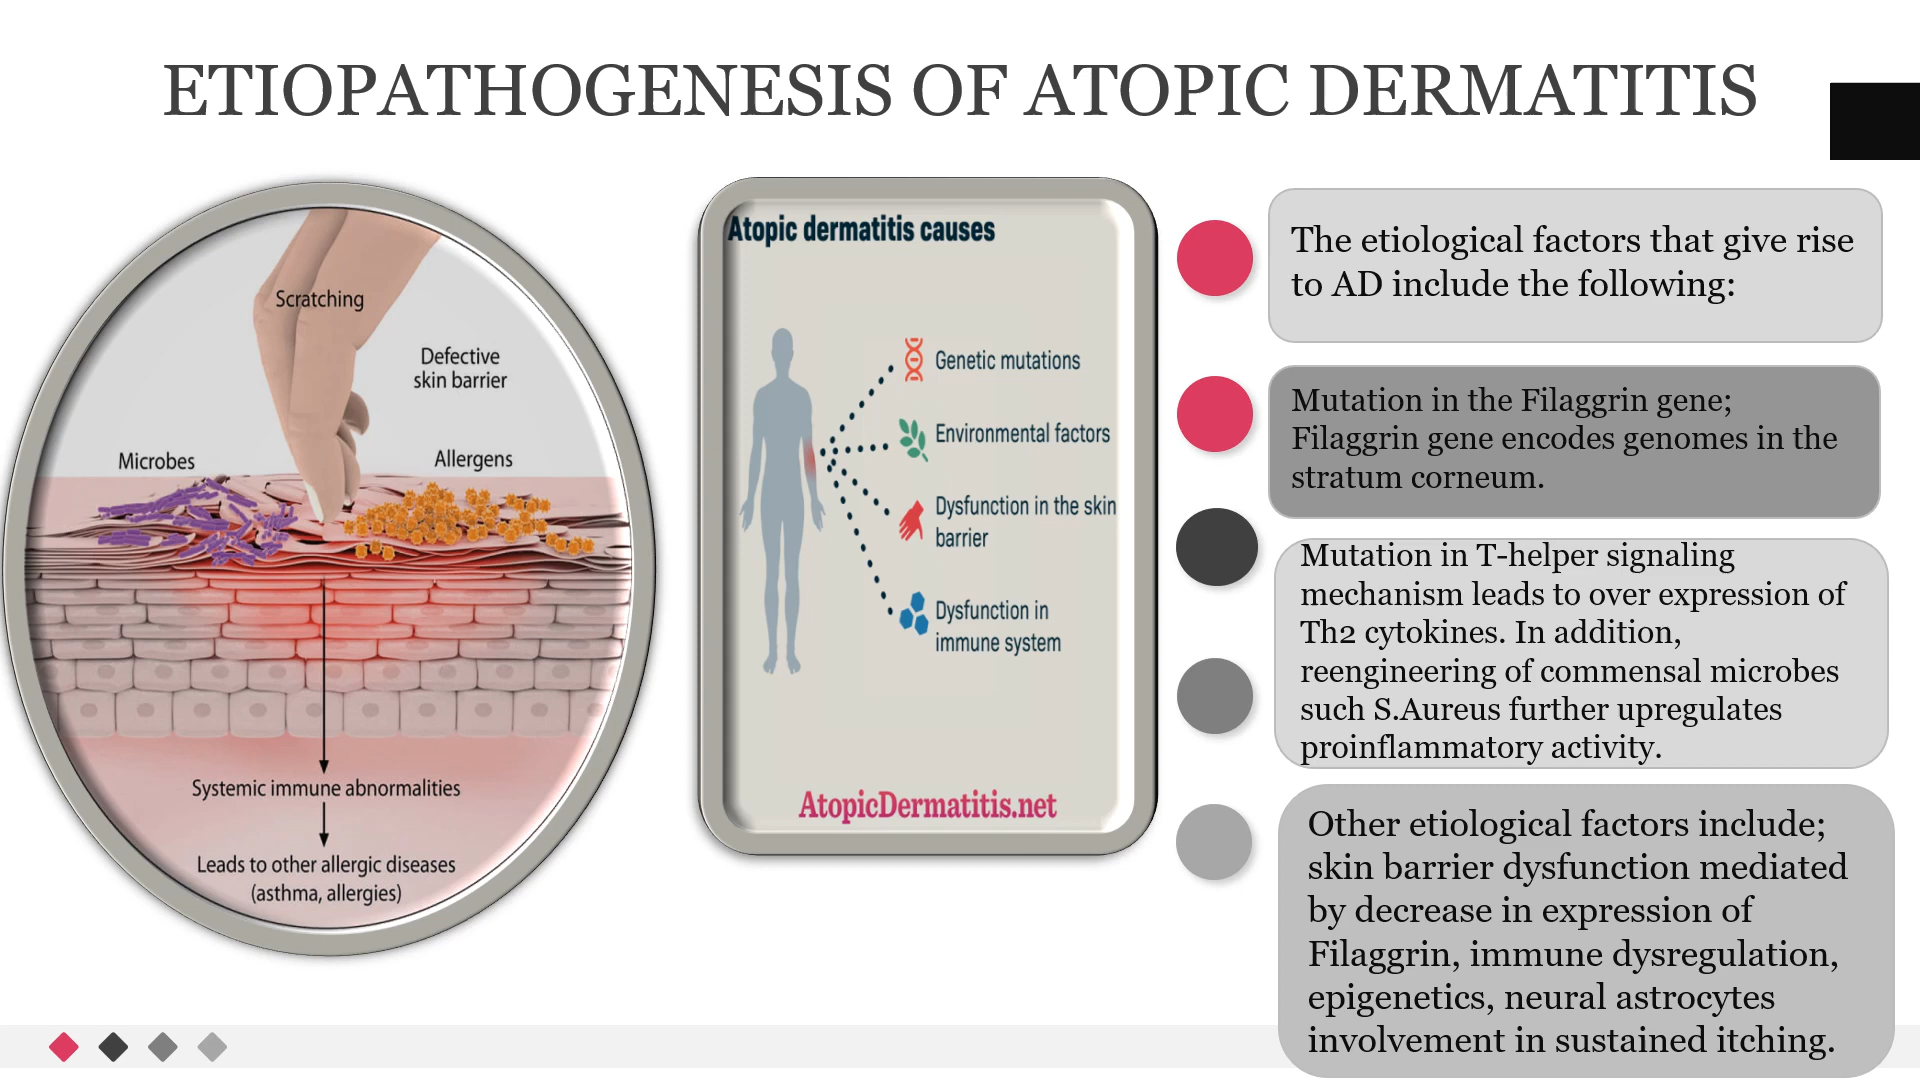 ETIOPATHOGENESIS OF ATOPIC DERMATITIS
Scratching
Defective
skin barrier
Microbes
Allergens
Systemic immune abnormalities
Leads to other allergic diseases
(asthma, allergies)
Atopic dermatitis causes
Genetic mutations
Environmental factors
Dysfunction in the skin
barrier
Dysfunction in
immune system
AtopicDermatitis.net
The etiological factors that give rise
to AD include the following:
Mutation in the Filaggrin gene;
Filaggrin gene encodes genomes in the
stratum corneum.
Mutation in T-helper signaling
mechanism leads to over expression of
Th2 cytokines. In addition,
reengineering of commensal microbes
such S.Aureus further upregulates
proinflammatory activity.
Other etiological factors include;
skin barrier dysfunction mediated
by decrease in expression of
Filaggrin, immune dysregulation,
epigenetics, neural astrocytes
involvement in sustained itching.